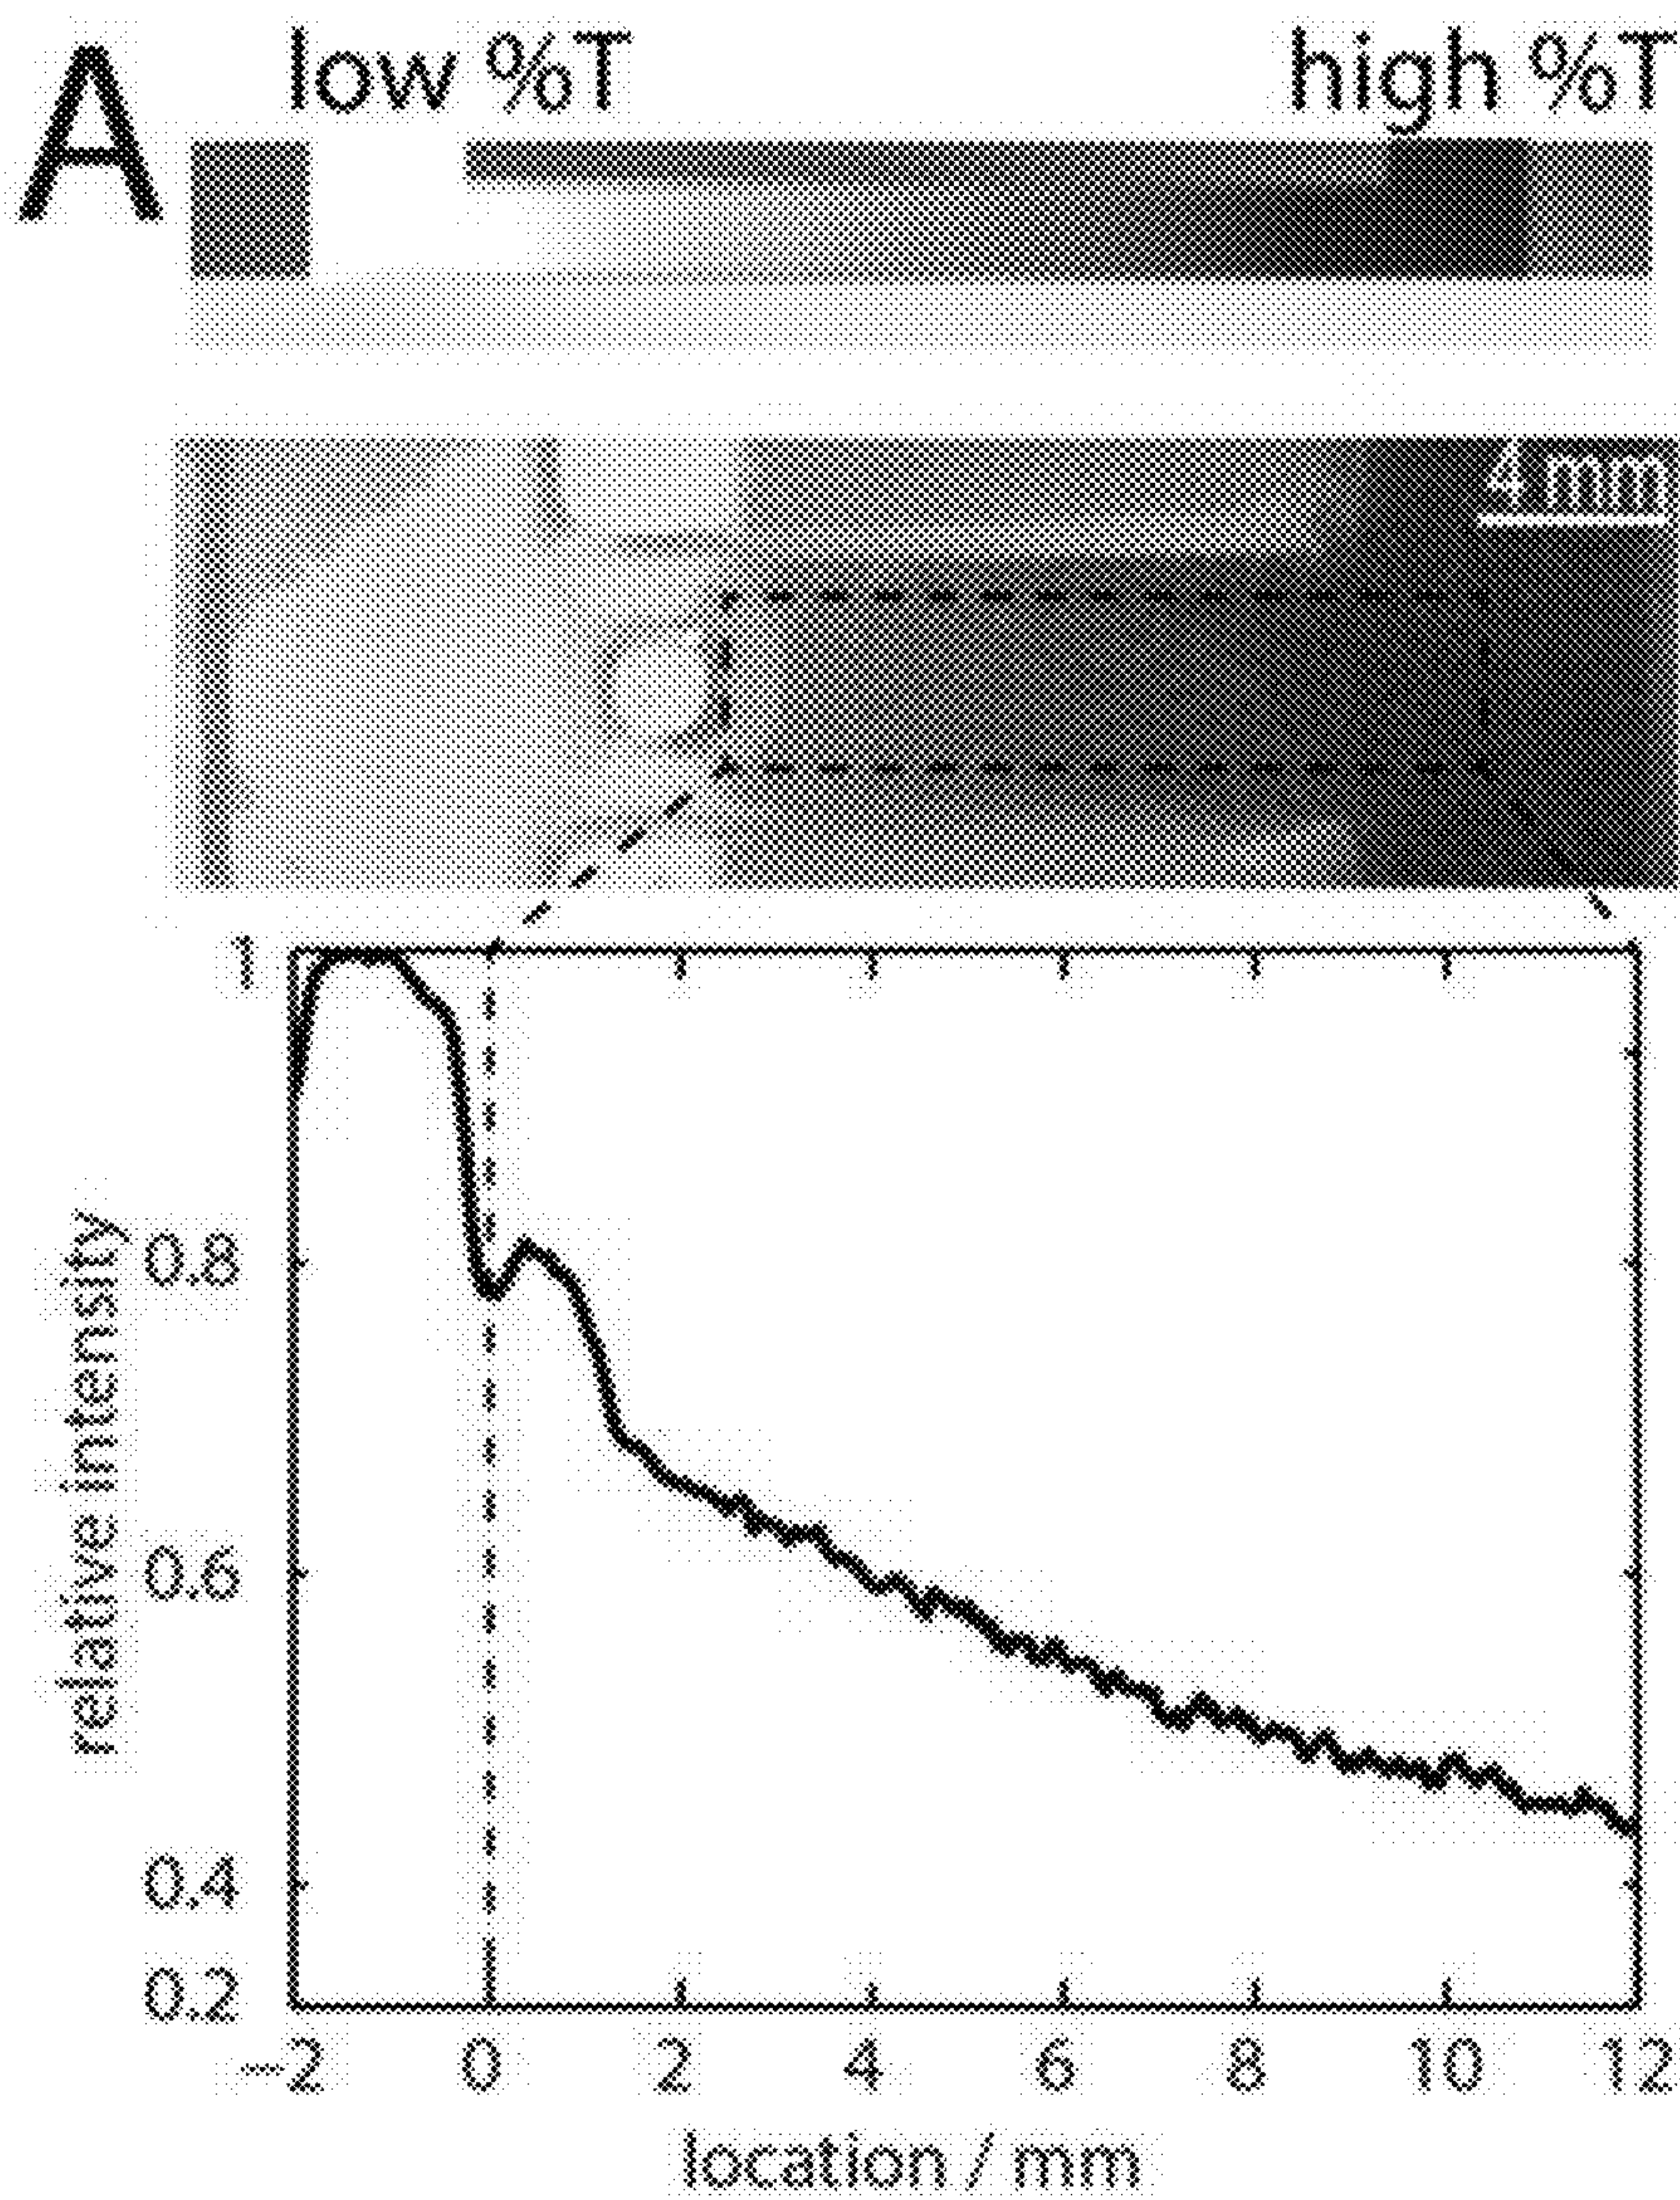 A
low %T high %T
4 mm
1
0.8
0.6
0.4
0.2
relative intensity
−2 0 2 4 6 8 10 12
location / mm